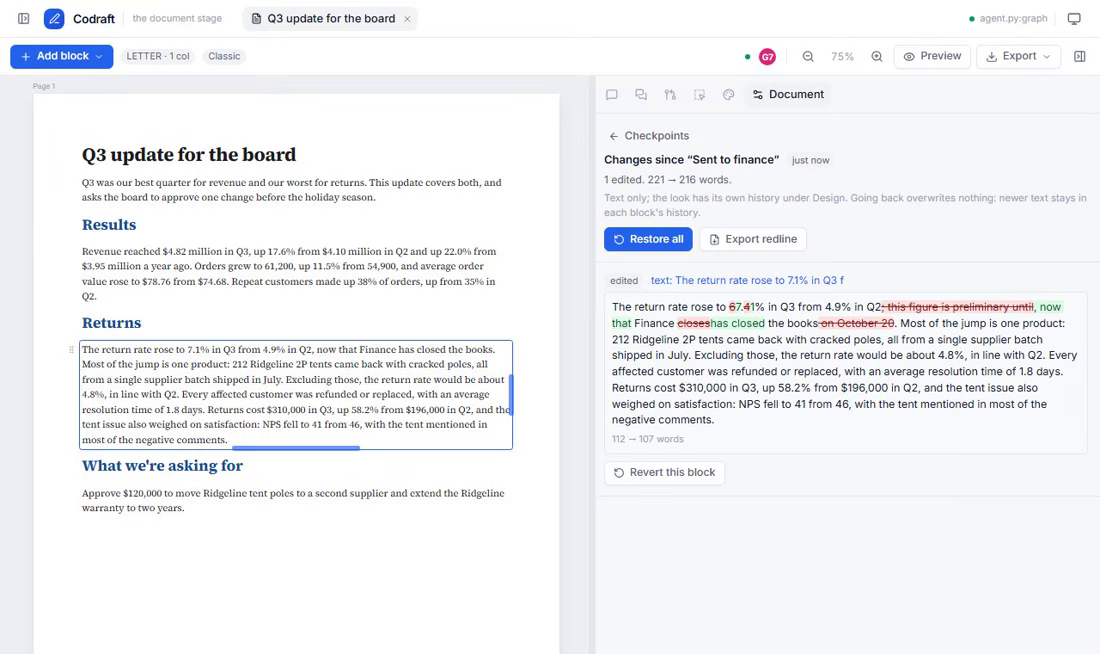 Codraft
the document stage
Q3 update for the board
agent.py:graph
Add block
LETTER · 1 col
Classic
G7
75%
Preview
Export
Page 1
Q3 update for the board
Q3 was our best quarter for revenue and our worst for returns. This update covers both, and
asks the board to approve one change before the holiday season.
Results
Revenue reached $4.82 million in Q3, up 17.6% from $4.10 million in Q2 and up 22.0% from
$3.95 million a year ago. Orders grew to 61,200, up 11.5% from 54,900, and average order
value rose to $78.76 from $74.68. Repeat customers made up 38% of orders, up from 35% in
Q2.
Returns
The return rate rose to 7.1% in Q3 from 4.9% in Q2, now that Finance has closed the books.
Most of the jump is one product: 212 Ridgeline 2P tents came back with cracked poles, all
from a single supplier batch shipped in July. Excluding those, the return rate would be about
4.8%, in line with Q2. Every affected customer was refunded or replaced, with an average
resolution time of 1.8 days. Returns cost $310,000 in Q3, up 58.2% from $196,000 in Q2, and the
tent issue also weighed on satisfaction: NPS fell to 41 from 46, with the tent mentioned in
most of the negative comments.
What we're asking for
Approve $120,000 to move Ridgeline tent poles to a second supplier and extend the Ridgeline
warranty to two years.
Document
Checkpoints
Changes since “Sent to finance” just now
1 edited. 221 → 216 words.
Text only; the look has its own history under Design. Going back overwrites nothing: newer text stays in
each block's history.
Restore all
Export redline
edited
text: The return rate rose to 7.1% in Q3 f
The return rate rose to 67.41% in Q3 from 4.9% in Q2; this figure is preliminary until, now
that Finance closeshas closed the books on October 20. Most of the jump is one product:
212 Ridgeline 2P tents came back with cracked poles, all from a single supplier batch
shipped in July. Excluding those, the return rate would be about 4.8%, in line with Q2. Every
affected customer was refunded or replaced, with an average resolution time of 1.8 days.
Returns cost $310,000 in Q3, up 58.2% from $196,000 in Q2, and the tent issue also
weighed on satisfaction: NPS fell to 41 from 46, with the tent mentioned in most of the
negative comments.
112 → 107 words
Revert this block